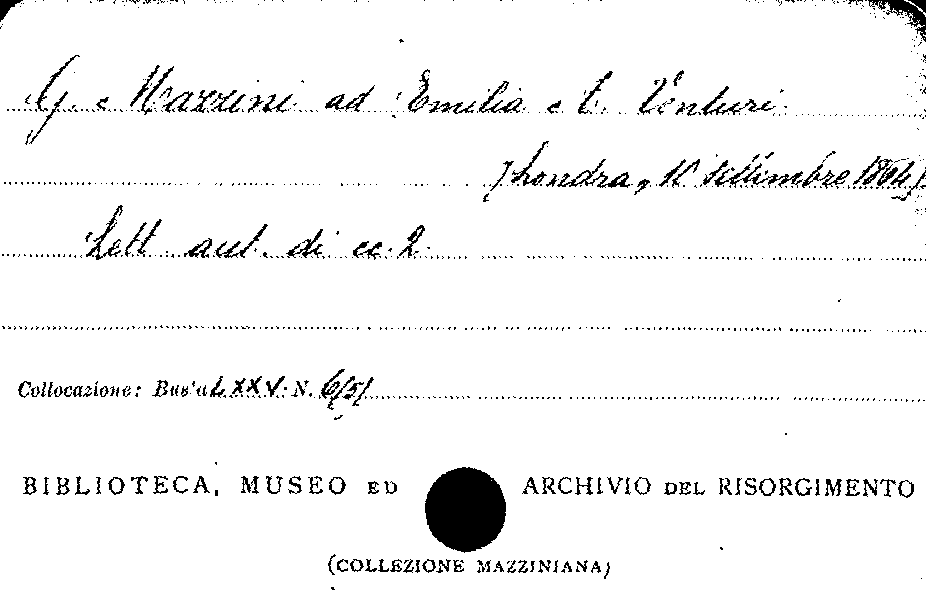 G. Mazzini ad Emilia e C. Venturi
[Londra, settembre 1864]
Lett. aut. di cc. 2
Collocazione: Busta LXXV N. 6/5/
BIBLIOTECA, MUSEO ED ARCHIVIO DEL RISORGIMENTO
(COLLEZIONE MAZZINIANA)